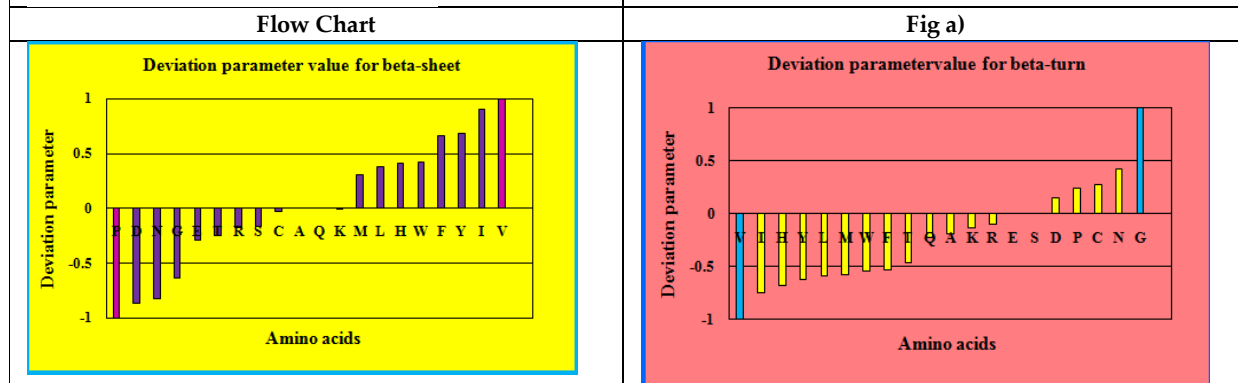 Flow Chart
Fig a)
Deviation parameter value for beta-sheet
Deviation parameter
1
0.5
0
-0.5
-1
P D N G E T R S C A Q K M L H W F Y I V
Amino acids
Deviation parametervalue for beta-turn
Deviation parameter
1
0.5
0
-0.5
-1
V I H Y L M W F T Q A K R E S D P C N G
Amino acids